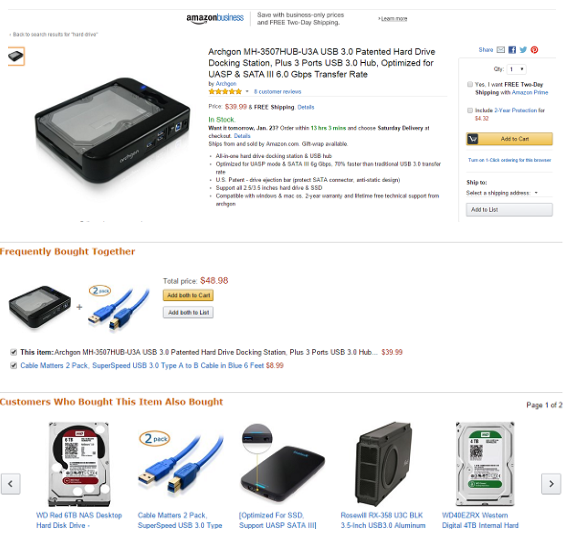 amazonbusiness
Save with business-only prices
and FREE Two-Day Shipping.
› Learn more
‹ Back to search results for "hard drive"
Archgon MH-3507HUB-U3A USB 3.0 Patented Hard Drive
Docking Station, Plus 3 Ports USB 3.0 Hub, Optimized for
UASP & SATA III 6.0 Gbps Transfer Rate
by Archgon
8 customer reviews
Price: $39.99 & FREE Shipping. Details
In Stock.
Want it tomorrow, Jan. 23? Order within 13 hrs 3 mins and choose Saturday Delivery at
checkout. Details
Ships from and sold by Amazon.com. Gift-wrap available.
All-in-one hard drive docking station & USB hub
Optimized for UASP mode & SATA III 6g Gbps. 70% faster than traditional USB 3.0 transfer
rate
U.S. Patent - drive ejection bar (protect SATA connector, anti-static design)
Support all 2.5/3.5 inches hard drive & SSD
Compatible with windows & mac os. 2-year warranty and lifetime free technical support from
archgon
Share
Qty: 1
Yes, I want FREE Two-Day
Shipping with Amazon Prime
Include 2-Year Protection for
$4.32
Add to Cart
Turn on 1-Click ordering for this browser
Ship to:
Select a shipping address:
Add to List
archgon
Frequently Bought Together
2 pack
+
Total price: $48.98
Add both to Cart
Add both to List
This item: Archgon MH-3507HUB-U3A USB 3.0 Patented Hard Drive Docking Station, Plus 3 Ports USB 3.0 Hub... $39.99
Cable Matters 2 Pack, SuperSpeed USB 3.0 Type A to B Cable in Blue 6 Feet $8.99
Customers Who Bought This Item Also Bought
Page 1 of 2
WD
6 TB
2 pack
WD
4 TB
WD Red 6TB NAS Desktop
Hard Disk Drive -
Cable Matters 2 Pack,
SuperSpeed USB 3.0 Type
[Optimized For SSD,
Support UASP SATA III]
Rosewill RX-358 U3C BLK
3.5-Inch USB3.0 Aluminum
WD40EZRX Western
Digital 4TB Internal Hard